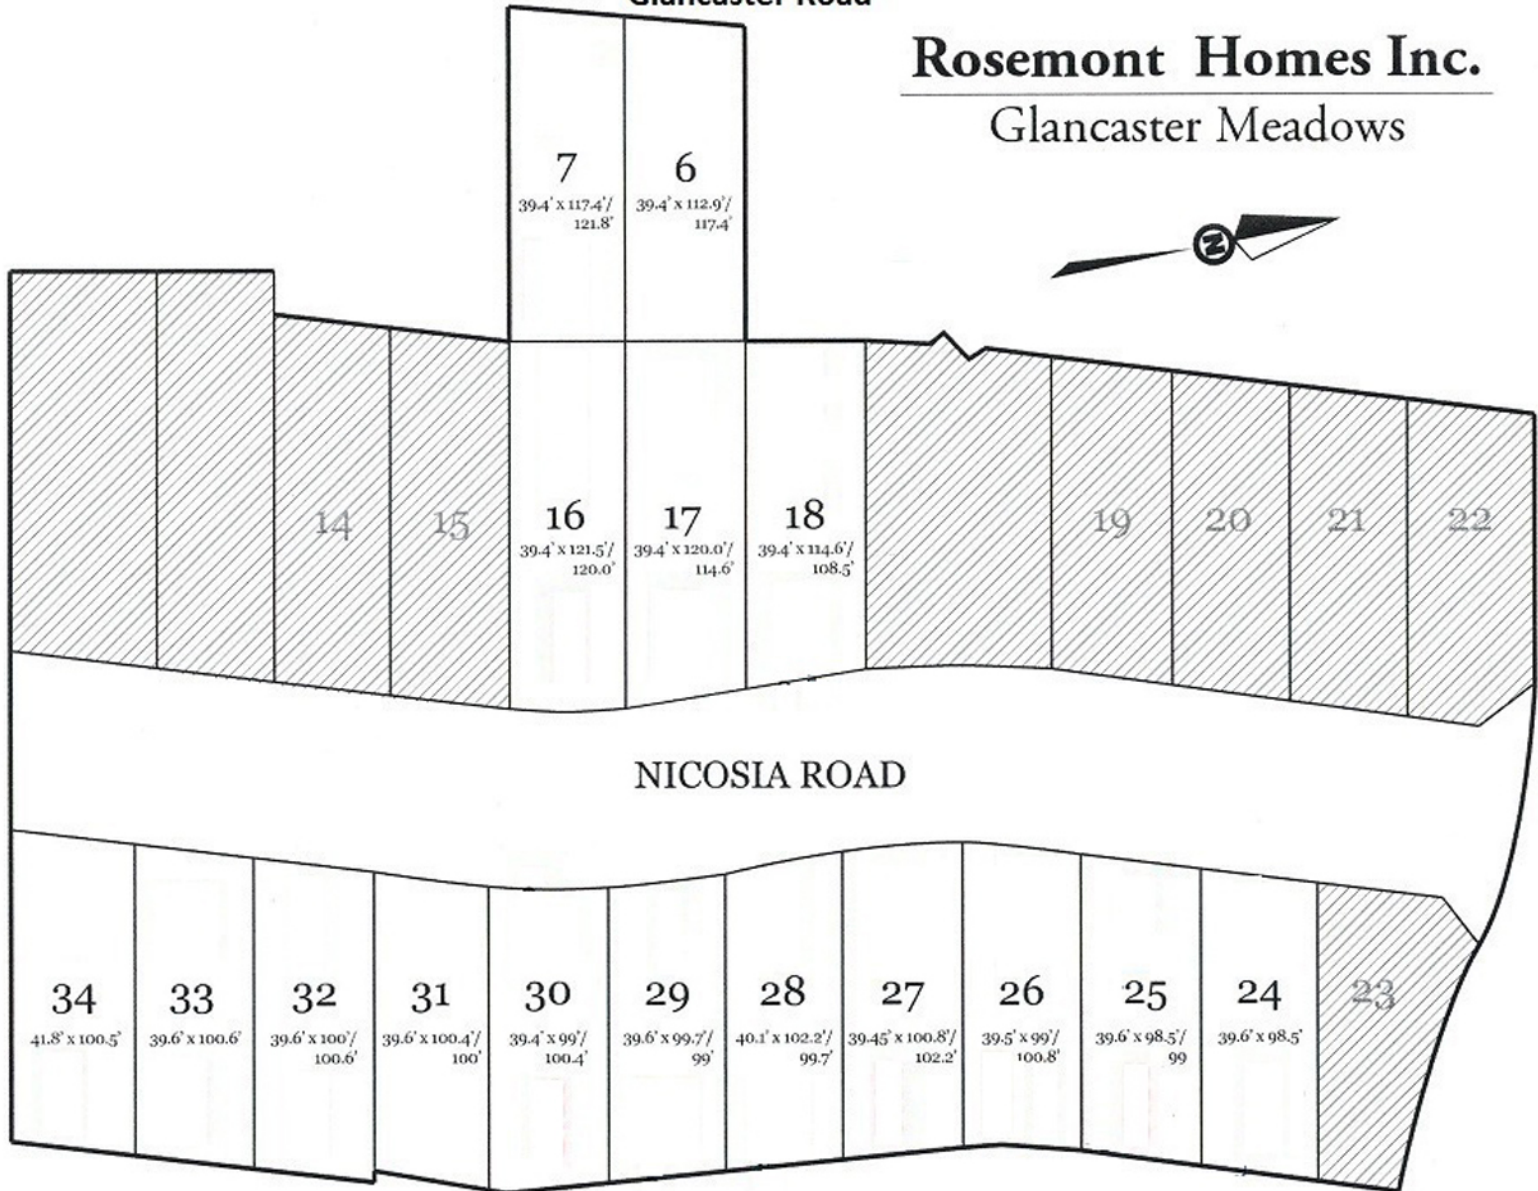 Glancaster Road
Rosemont Homes Inc.
Glancaster Meadows
N
7
39.4' x 117.4'/
121.8'
6
39.4' x 112.9'/
117.4'
14
15
16
39.4' x 121.5'/
120.0'
17
39.4' x 120.0'/
114.6'
18
39.4' x 114.6'/
108.5'
19
20
21
22
NICOSIA ROAD
34
41.8' x 100.5'
33
39.6' x 100.6'
32
39.6' x 100'/
100.6'
31
39.6' x 100.4'/
100'
30
39.4' x 99'/
100.4'
29
39.6' x 99.7'/
99'
28
40.1' x 102.2'/
99.7'
27
39.45' x 100.8'/
102.2'
26
39.5' x 99'/
100.8'
25
39.6' x 98.5'/
99
24
39.6' x 98.5'
23